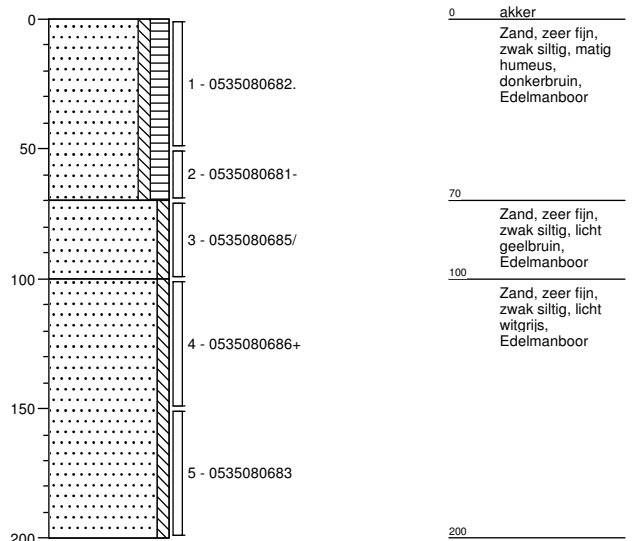 0
50
100
150
200
1 - 0535080682.
2 - 0535080681-
3 - 0535080685/
4 - 0535080686+
5 - 0535080683
0 akker
Zand, zeer fijn,
zwak siltig, matig
humeus,
donkerbruin,
Edelmanboor
70
Zand, zeer fijn,
zwak siltig, licht
geelbruin,
Edelmanboor
100
Zand, zeer fijn,
zwak siltig, licht
witgrijs,
Edelmanboor
200